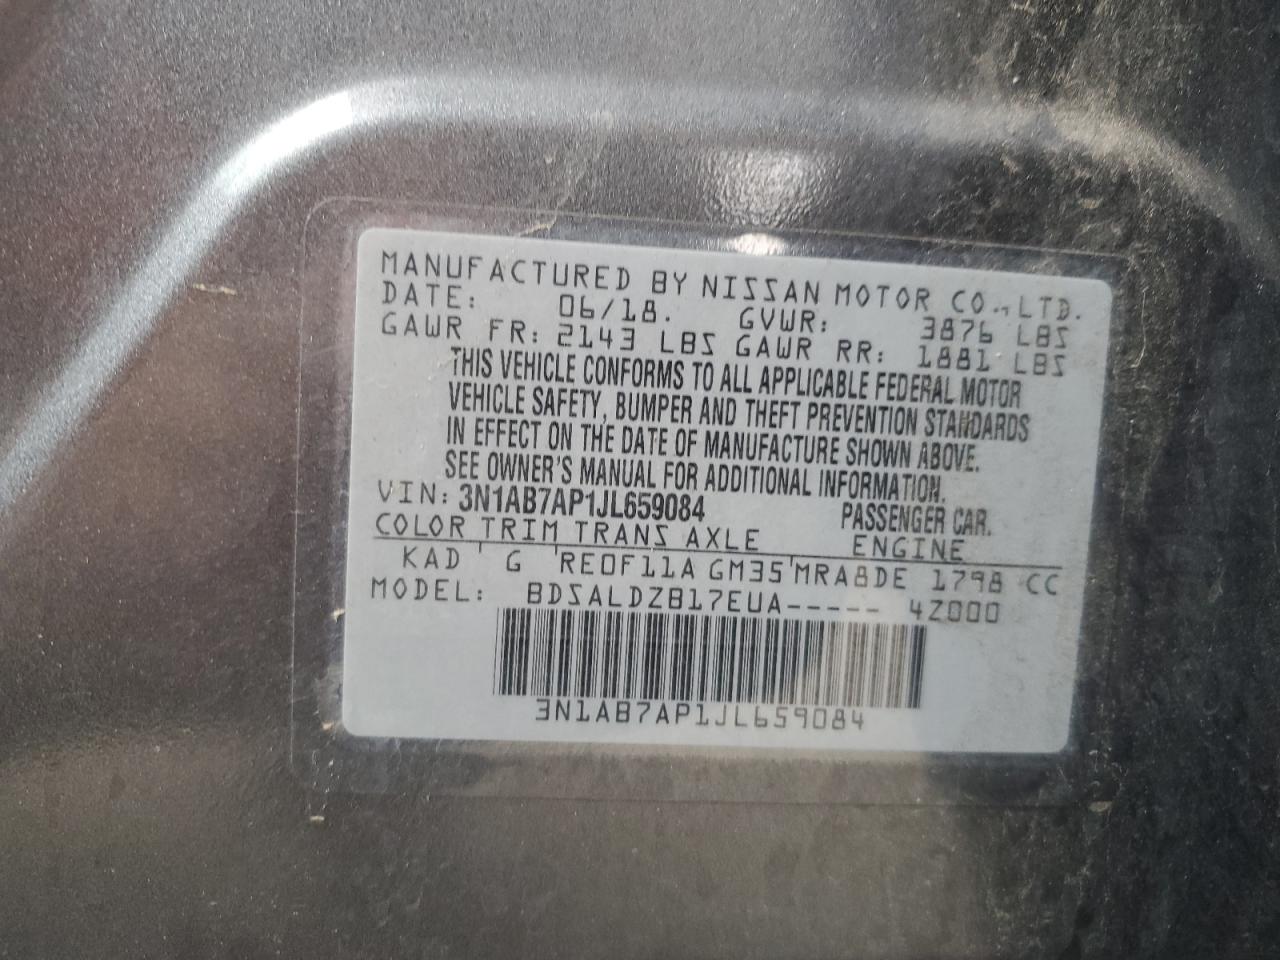 MANUFACTURED BY NISSAN MOTOR CO., LTD.
DATE: 06/18. GVWR: 3876 LBS
GAWR FR: 2143 LBS GAWR RR: 1881 LBS
THIS VEHICLE CONFORMS TO ALL APPLICABLE FEDERAL MOTOR
VEHICLE SAFETY, BUMPER AND THEFT PREVENTION STANDARDS
IN EFFECT ON THE DATE OF MANUFACTURE SHOWN ABOVE.
SEE OWNER'S MANUAL FOR ADDITIONAL INFORMATION.
VIN: 3N1AB7AP1JL659084 PASSENGER CAR.
COLOR TRIM TRANS AXLE ENGINE
KAD ' G 'RE0F11A GM35'MRA8DE 1798 CC
MODEL: BDSALDZB17EUA----- 4Z000
3N1AB7AP1JL659084